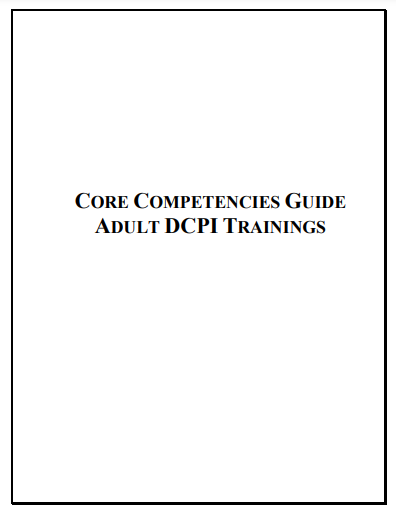 CORE COMPETENCIES GUIDE
ADULT DCPI TRAININGS